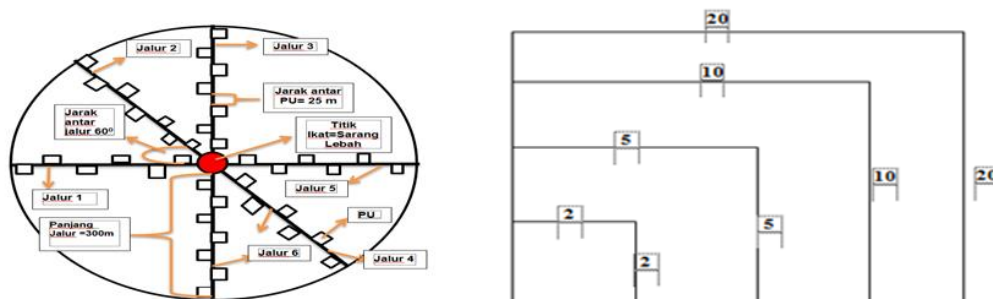 Jalur 2
Jalur 3
Jarak antar
PU= 25 m
Jarak
antar
jalur 60⁰
Titik
Ikat=Sarang
Lebah
Jalur 1
Jalur 5
PU
Panjang
Jalur =300m
Jalur 6
Jalur 4
20
10
5
2
20
10
5
2